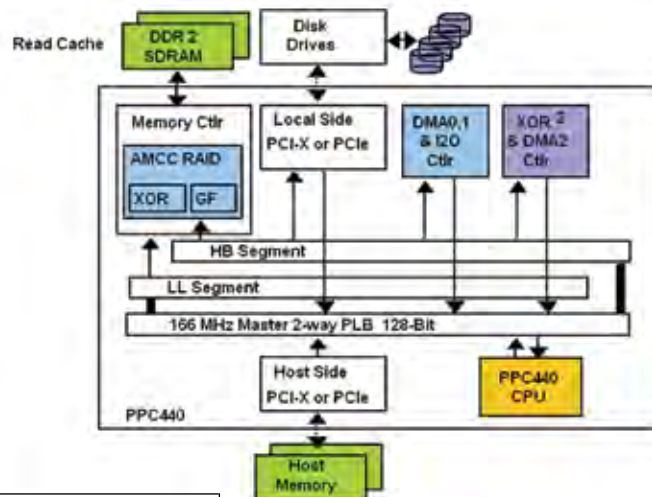 Read Cache
DDR 2
SDRAM
Disk
Drives
Memory Ctlr
AMCC RAID
XOR
GF
Local Side
PCI-X or PCIe
DMA0,1
& I2O
Ctlr
XOR 2
& DMA2
Ctlr
HB Segment
LL Segment
166 MHz Master 2-way PLB 128-Bit
Host Side
PCI-X or PCIe
PPC440
CPU
PPC440
Host
Memory